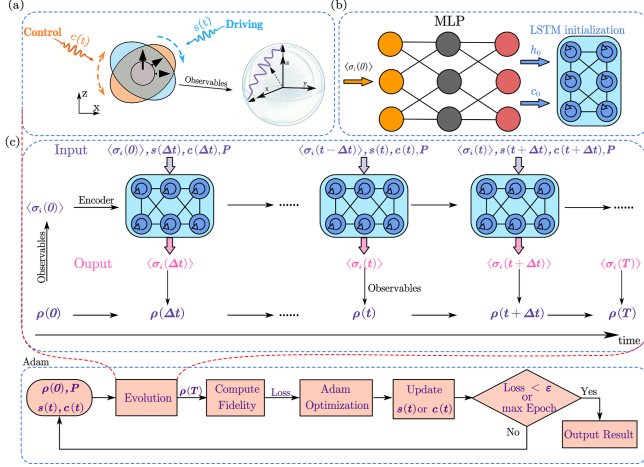 (a)
Control
c(t)
s(t)
Driving
Observables
z
x
z
x
y
(b)
MLP
LSTM initialization
⟨σᵢ(0)⟩
h₀
c₀
(c)
Input
⟨σᵢ(0)⟩, s(Δt), c(Δt), P
⟨σᵢ(t−Δt)⟩, s(t), c(t), P
⟨σᵢ(t)⟩, s(t+Δt), c(t+Δt), P
⟨σᵢ(0)⟩
Encoder
......
......
......
Observables
Ouput
⟨σᵢ(Δt)⟩
⟨σᵢ(t)⟩
⟨σᵢ(t+Δt)⟩
⟨σᵢ(T)⟩
Observables
ρ(0)
ρ(Δt)
......
ρ(t)
ρ(t+Δt)
ρ(T)
time
Adam
ρ(0), P
s(t), c(t)
Evolution
ρ(T)
Compute
Fidelity
Loss
Adam
Optimization
Update
s(t) or c(t)
Loss < ε
or
max Epoch
Yes
No
Output Result